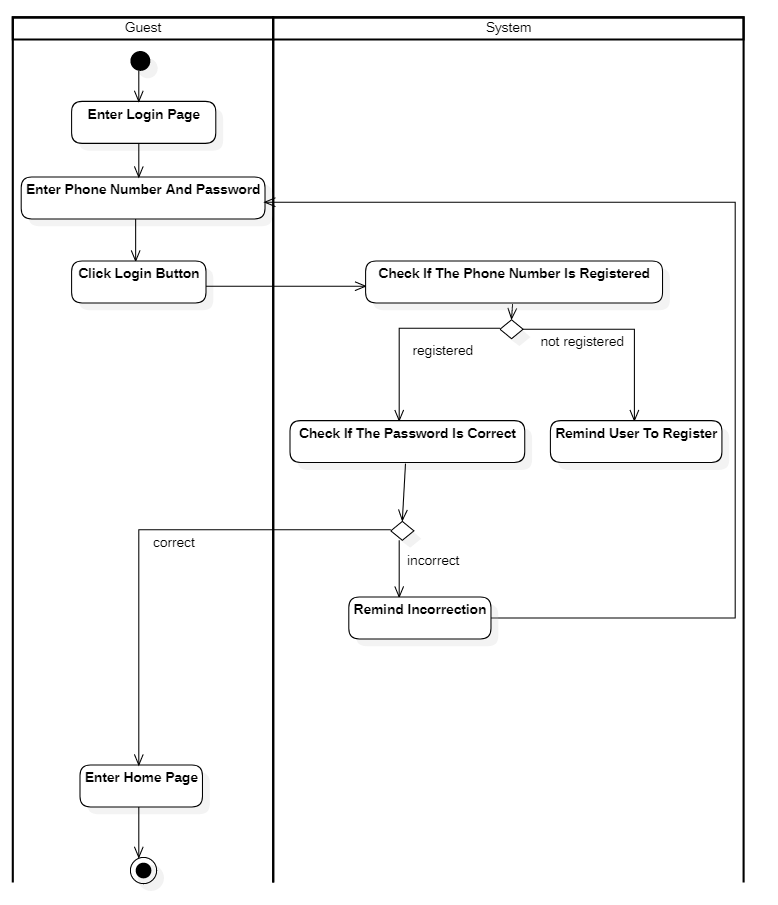 Guest
System
Enter Login Page
Enter Phone Number And Password
Click Login Button
Check If The Phone Number Is Registered
registered
not registered
Check If The Password Is Correct
Remind User To Register
correct
incorrect
Remind Incorrection
Enter Home Page